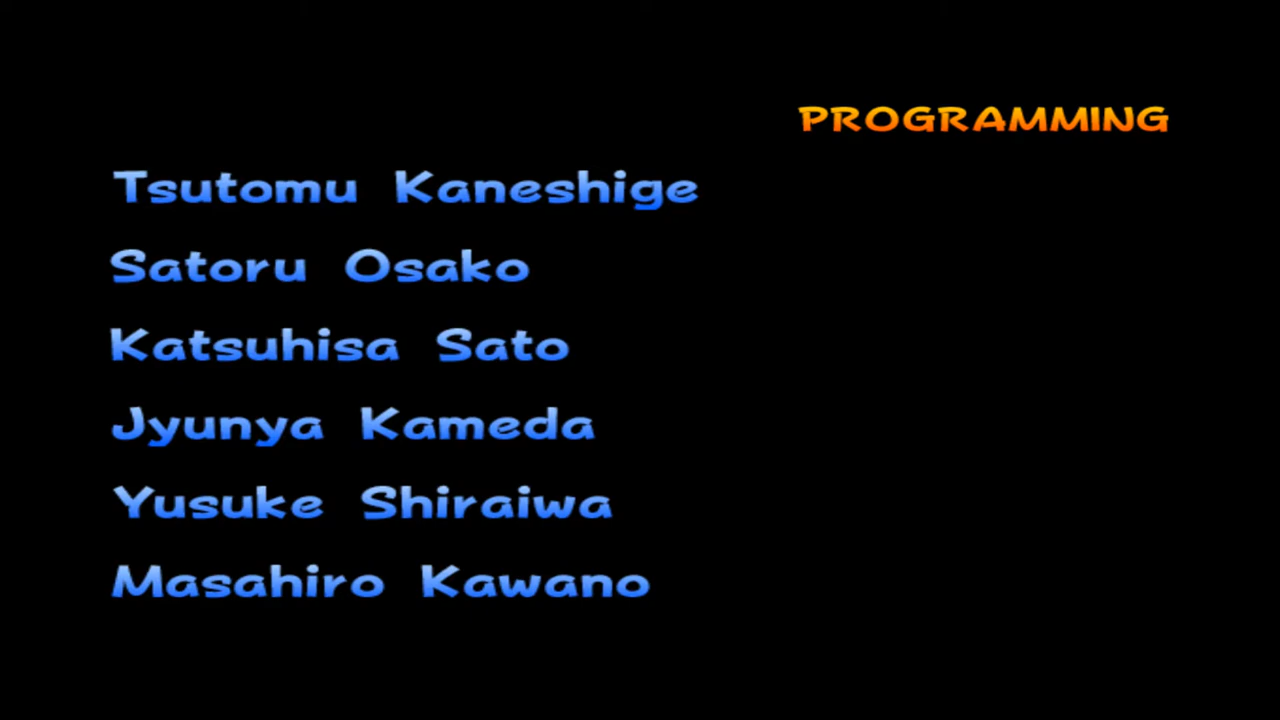 PROGRAMMING
Tsutomu Kaneshige
Satoru Osako
Katsuhisa Sato
Jyunya Kameda
Yusuke Shiraiwa
Masahiro Kawano